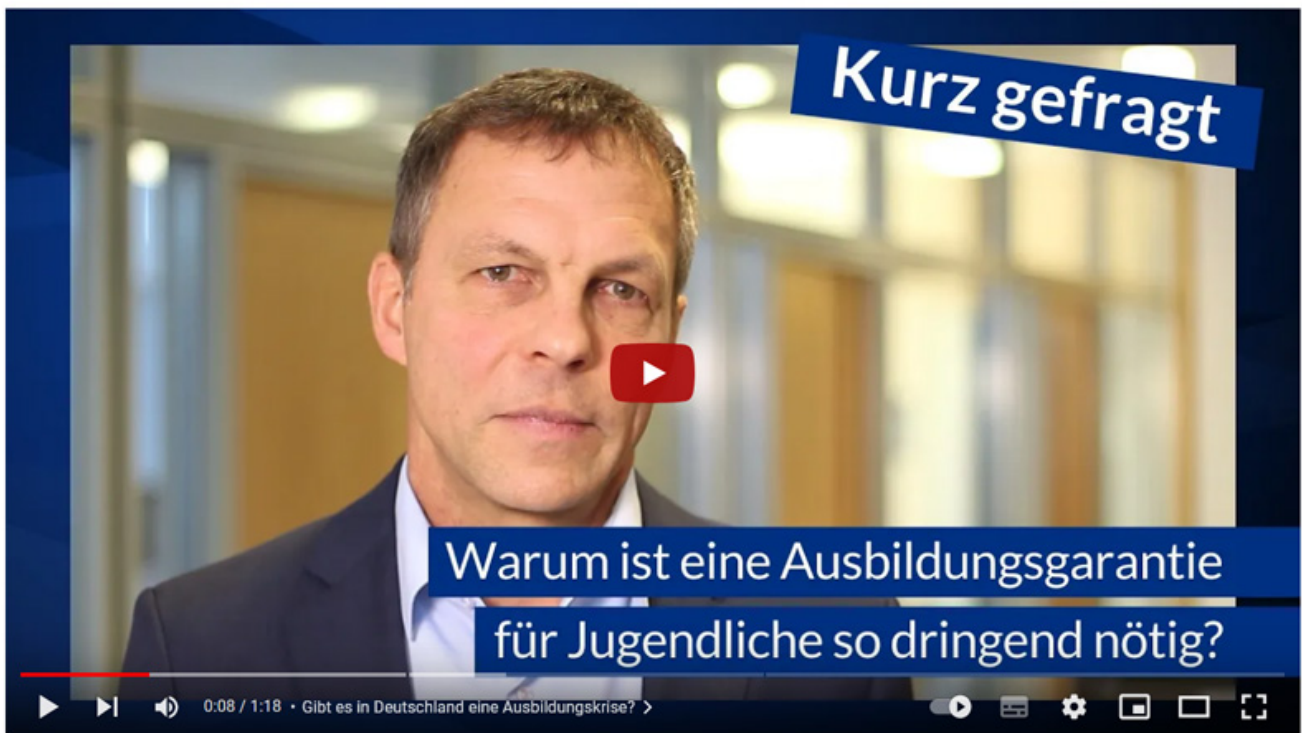 Kurz gefragt
Warum ist eine Ausbildungsgarantie
für Jugendliche so dringend nötig?
0:08 / 1:18 • Gibt es in Deutschland eine Ausbildungskrise? >